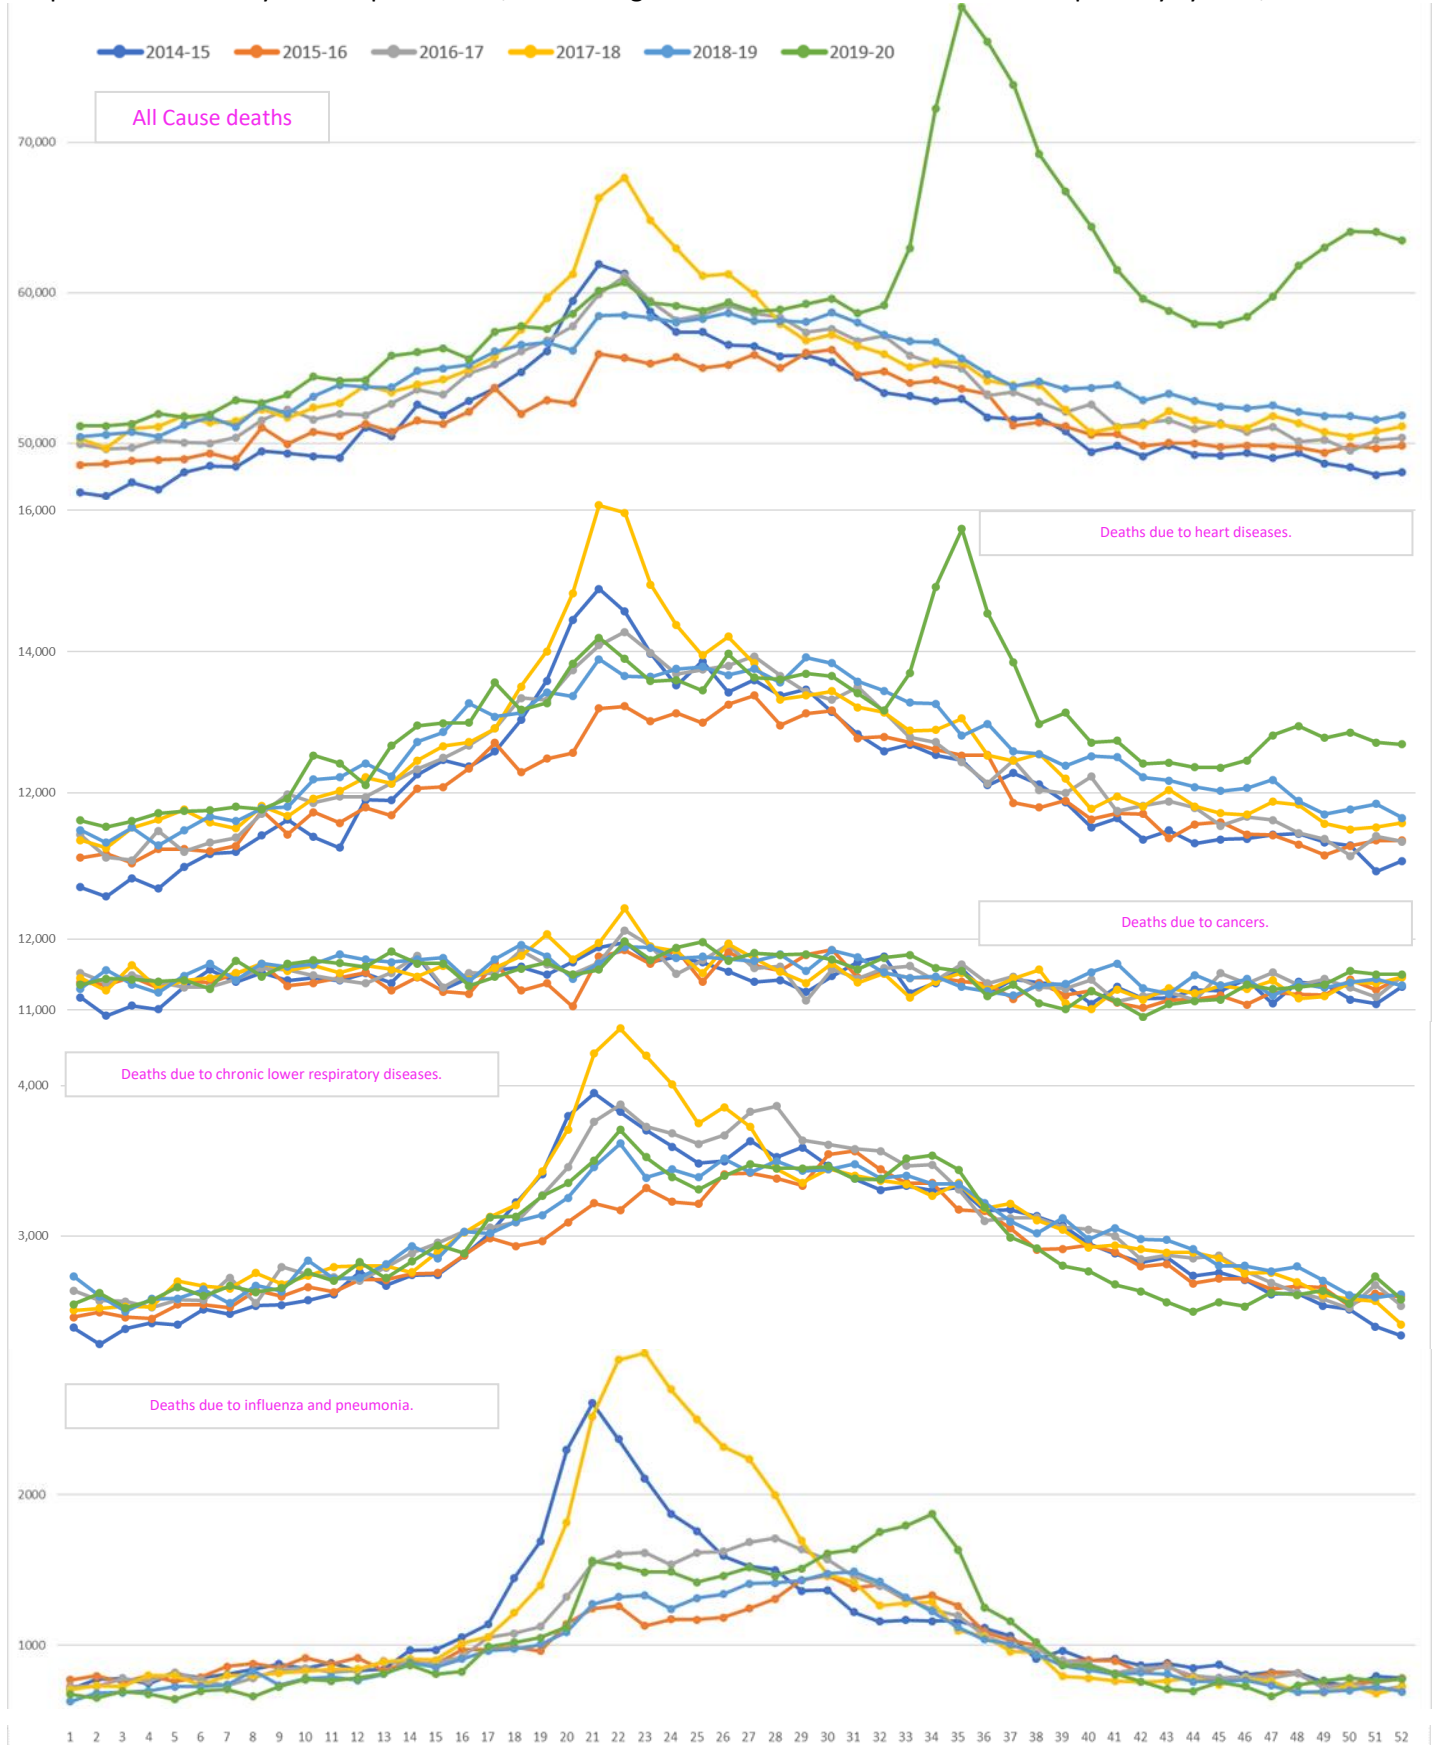 2014-15 2015-16 2016-17 2017-18 2018-19 2019-20
All Cause deaths
70,000
60,000
50,000
16,000
Deaths due to heart diseases.
14,000
12,000
Deaths due to cancers.
12,000
11,000
Deaths due to chronic lower respiratory diseases.
4,000
3,000
Deaths due to influenza and pneumonia.
2000
1000
1 2 3 4 5 6 7 8 9 10 11 12 13 14 15 16 17 18 19 20 21 22 23 24 25 26 27 28 29 30 31 32 33 34 35 36 37 38 39 40 41 42 43 44 45 46 47 48 49 50 51 52